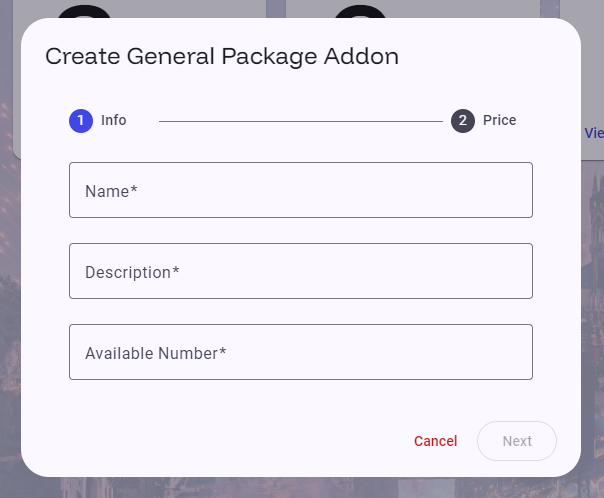 Create General Package Addon
1 Info 2 Price
Name*
Description*
Available Number*
Cancel Next